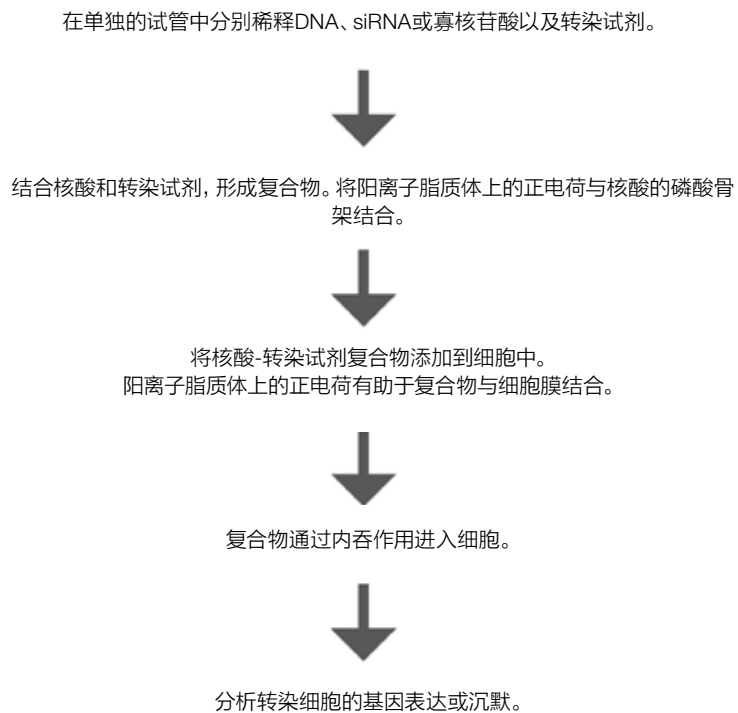 在单独的试管中分别稀释DNA、siRNA或寡核苷酸以及转染试剂。
结合核酸和转染试剂，形成复合物。将阳离子脂质体上的正电荷与核酸的磷酸骨
架结合。
将核酸-转染试剂复合物添加到细胞中。
阳离子脂质体上的正电荷有助于复合物与细胞膜结合。
复合物通过内吞作用进入细胞。
分析转染细胞的基因表达或沉默。